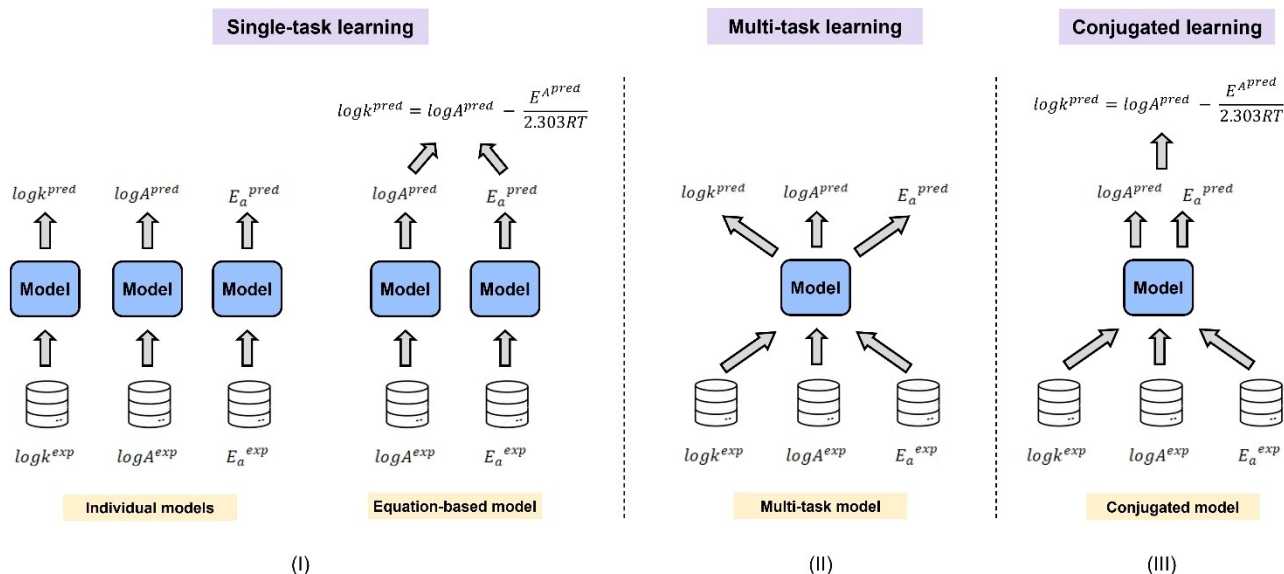 Single-task learning
Multi-task learning
Conjugated learning
logk^{pred} = logA^{pred} - \frac{E^{A^{pred}}}{2.303RT}
logk^{pred} = logA^{pred} - \frac{E^{A^{pred}}}{2.303RT}
logk^{pred} logA^{pred} E_a^{pred} logA^{pred} E_a^{pred} logk^{pred} logA^{pred} E_a^{pred} logA^{pred} E_a^{pred}
Model Model Model Model Model Model Model
logk^{exp} logA^{exp} E_a^{exp} logA^{exp} E_a^{exp} logk^{exp} logA^{exp} E_a^{exp} logk^{exp} logA^{exp} E_a^{exp}
Individual models
Equation-based model
Multi-task model
Conjugated model
(I)
(II)
(III)